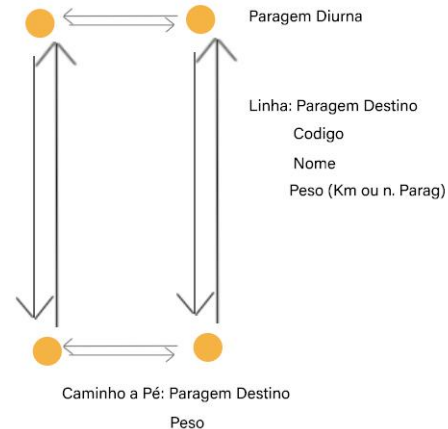 Paragem Diurna
Linha: Paragem Destino
Codigo
Nome
Peso (Km ou n. Parag)
Caminho a Pé: Paragem Destino
Peso